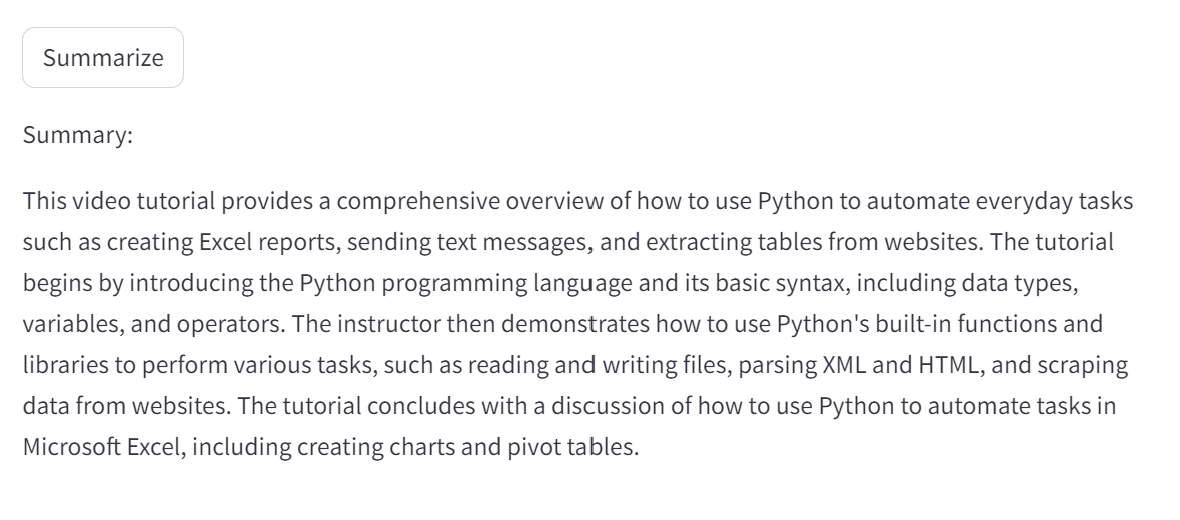 Summarize
Summary:
This video tutorial provides a comprehensive overview of how to use Python to automate everyday tasks
such as creating Excel reports, sending text messages, and extracting tables from websites. The tutorial
begins by introducing the Python programming language and its basic syntax, including data types,
variables, and operators. The instructor then demonstrates how to use Python's built-in functions and
libraries to perform various tasks, such as reading and writing files, parsing XML and HTML, and scraping
data from websites. The tutorial concludes with a discussion of how to use Python to automate tasks in
Microsoft Excel, including creating charts and pivot tables.